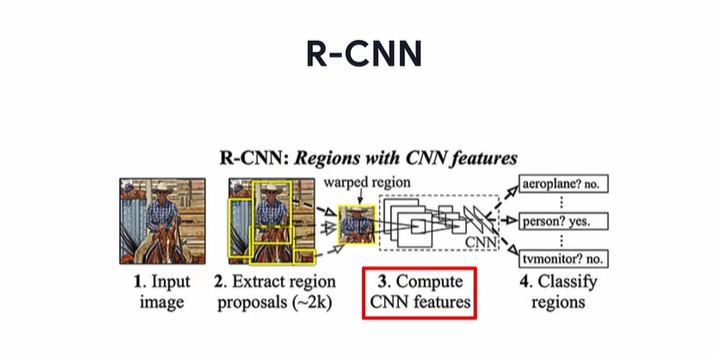 R-CNN
R-CNN: Regions with CNN features
warped region
aeroplane? no.
person? yes.
CNN
tvmonitor? no.
1. Input
image
2. Extract region
proposals (~2k)
3. Compute
CNN features
4. Classify
regions